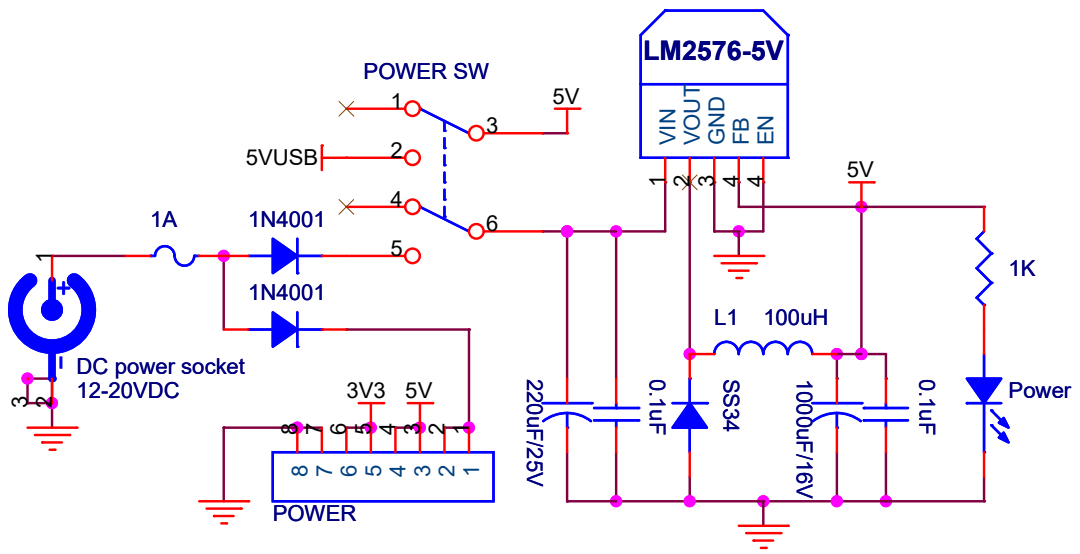 LM2576-5V
VIN
VOUT
GND
FB
EN
1
2
3
4
4
POWER SW
1
2
3
4
5
6
5V
5VUSB
1A
1N4001
1N4001
1
+
-
3
2
DC power socket
12-20VDC
5V
1K
L1 100uH
220uF/25V
0.1uF
SS34
1000uF/16V
0.1uF
Power
3V3 5V
8 7 6 5 4 3 2 1
8 7 6 5 4 3 2 1
POWER